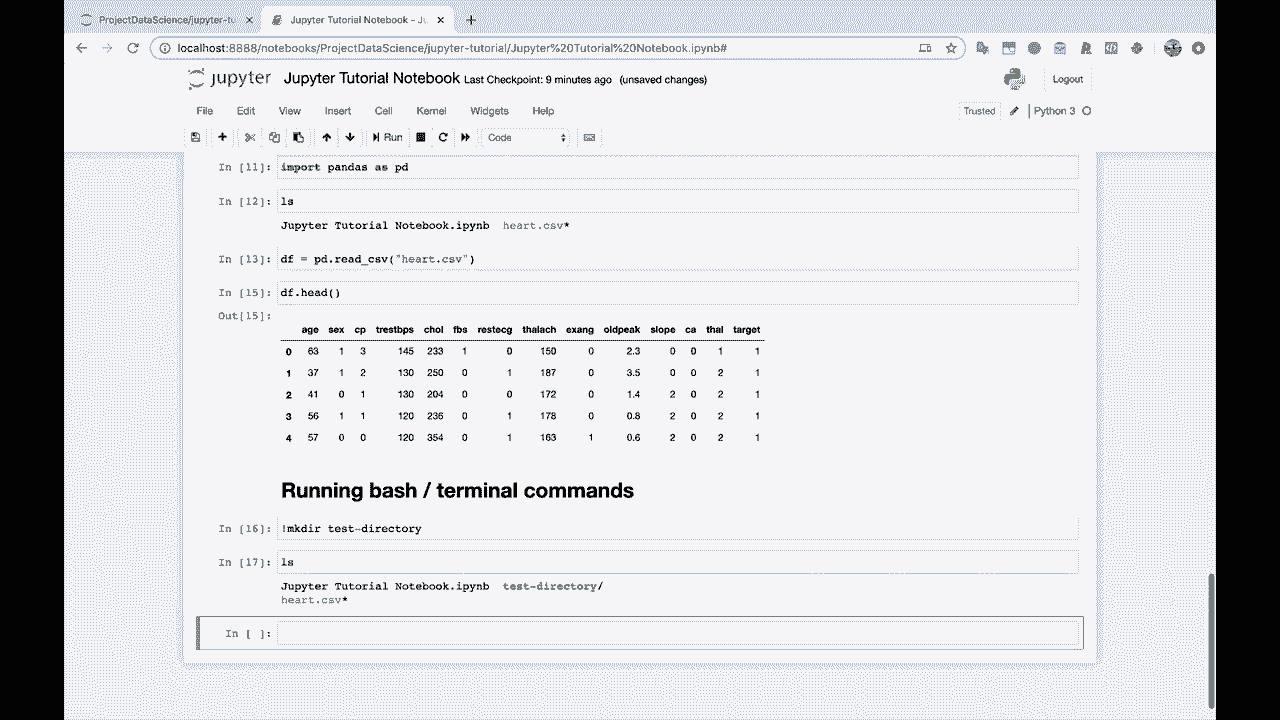 ProjectDataScience/jupyter-tu
Jupyter Tutorial Notebook - Ju
localhost:8888/notebooks/ProjectDataScience/jupyter-tutorial/Jupyter%20Tutorial%20Notebook.ipynb#
jupyter Jupyter Tutorial Notebook Last Checkpoint: 9 minutes ago (unsaved changes) Logout
File Edit View Insert Cell Kernel Widgets Help Trusted Python 3
Run Code
In [11]: import pandas as pd
In [12]: ls
Jupyter Tutorial Notebook.ipynb heart.csv*
In [13]: df = pd.read_csv("heart.csv")
In [15]: df.head()
Out[15]:
age sex cp trestbps chol fbs restecg thalach exang oldpeak slope ca thal target
0 63 1 3 145 233 1 0 150 0 2.3 0 0 1 1
1 37 1 2 130 250 0 1 187 0 3.5 0 0 2 1
2 41 0 1 130 204 0 0 172 0 1.4 2 0 2 1
3 56 1 1 120 236 0 1 178 0 0.8 2 0 2 1
4 57 0 0 120 354 0 1 163 1 0.6 2 0 2 1
Running bash / terminal commands
In [16]: !mkdir test-directory
In [17]: ls
Jupyter Tutorial Notebook.ipynb test-directory/
heart.csv*
In [ ]: